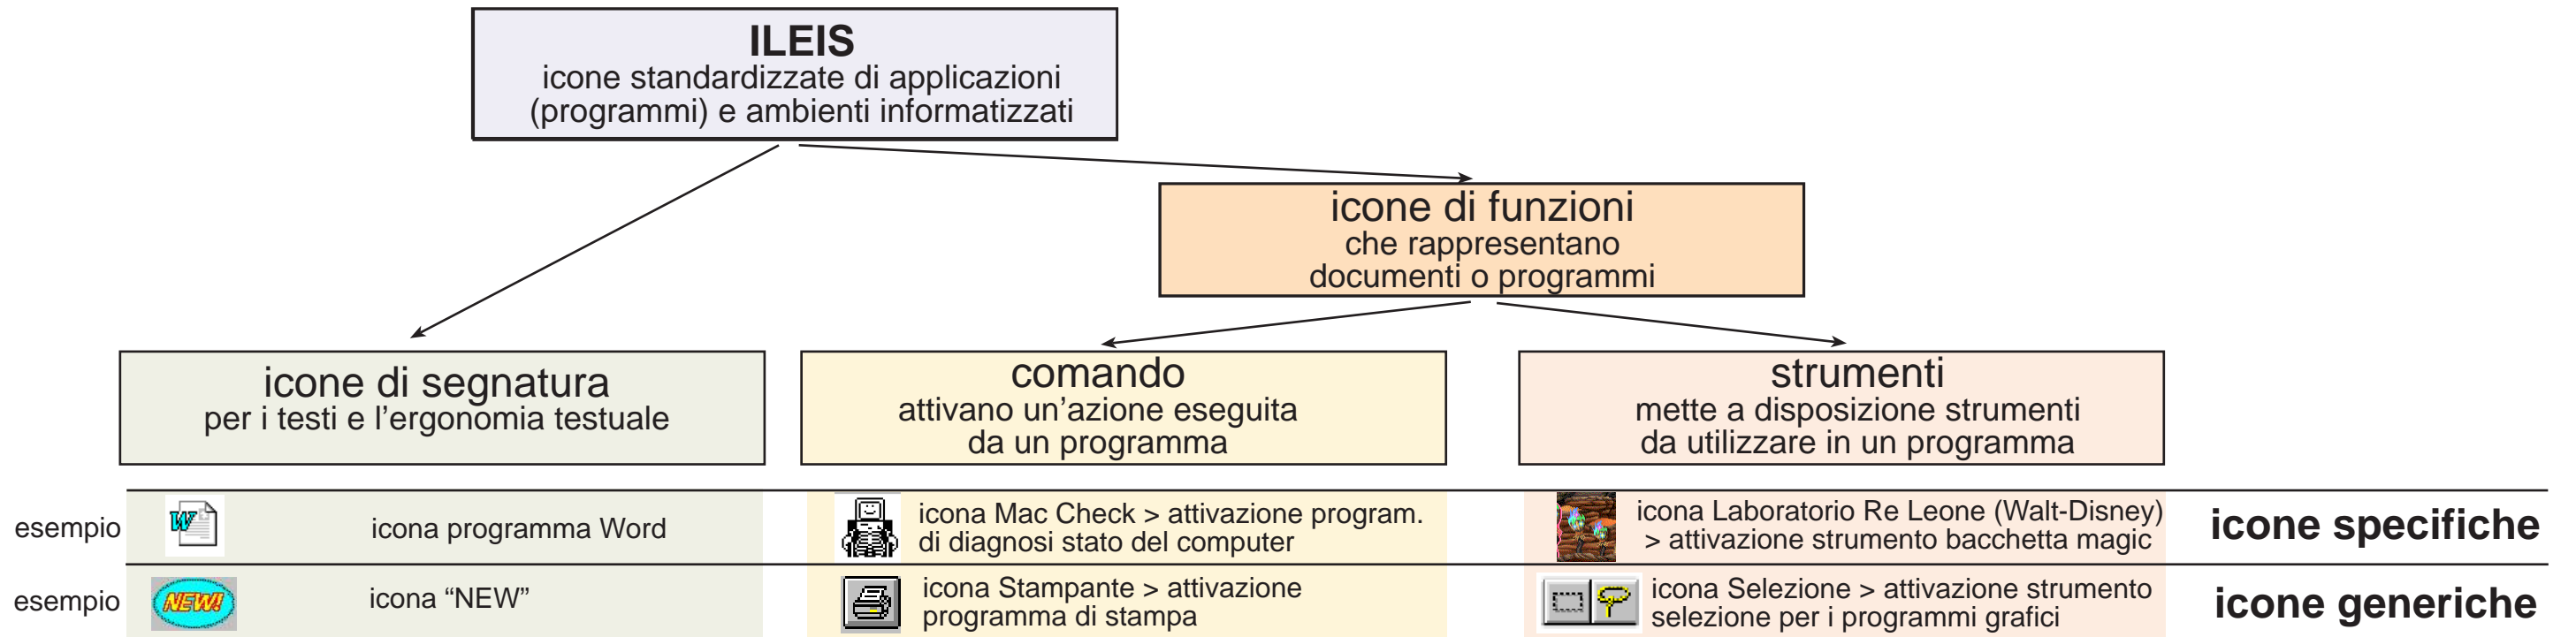 ILEIS
icone standardizzate di applicazioni
(programmi) e ambienti informatizzati
icone di funzioni
che rappresentano
documenti o programmi
icone di segnatura
per i testi e l'ergonomia testuale
comando
attivano un'azione eseguita
da un programma
strumenti
mette a disposizione strumenti
da utilizzare in un programma
esempio
W
icona programma Word
icona Mac Check > attivazione program.
di diagnosi stato del computer
icona Laboratorio Re Leone (Walt-Disney)
> attivazione strumento bacchetta magic
icone specifiche
esempio
NEW!
icona “NEW”
icona Stampante > attivazione
programma di stampa
icona Selezione > attivazione strumento
selezione per i programmi grafici
icone generiche